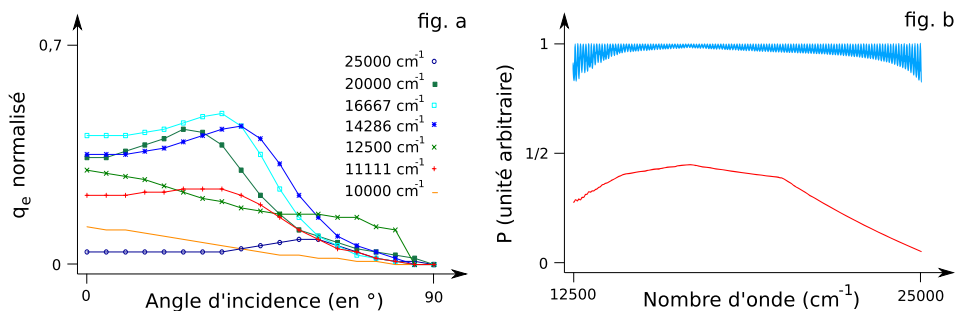 fig. a
0,7
25000 cm-1
20000 cm-1
16667 cm-1
14286 cm-1
12500 cm-1
11111 cm-1
10000 cm-1
qe normalisé
0
0
90
Angle d'incidence (en °)
fig. b
1
1/2
0
P (unité arbitraire)
12500
25000
Nombre d'onde (cm-1)